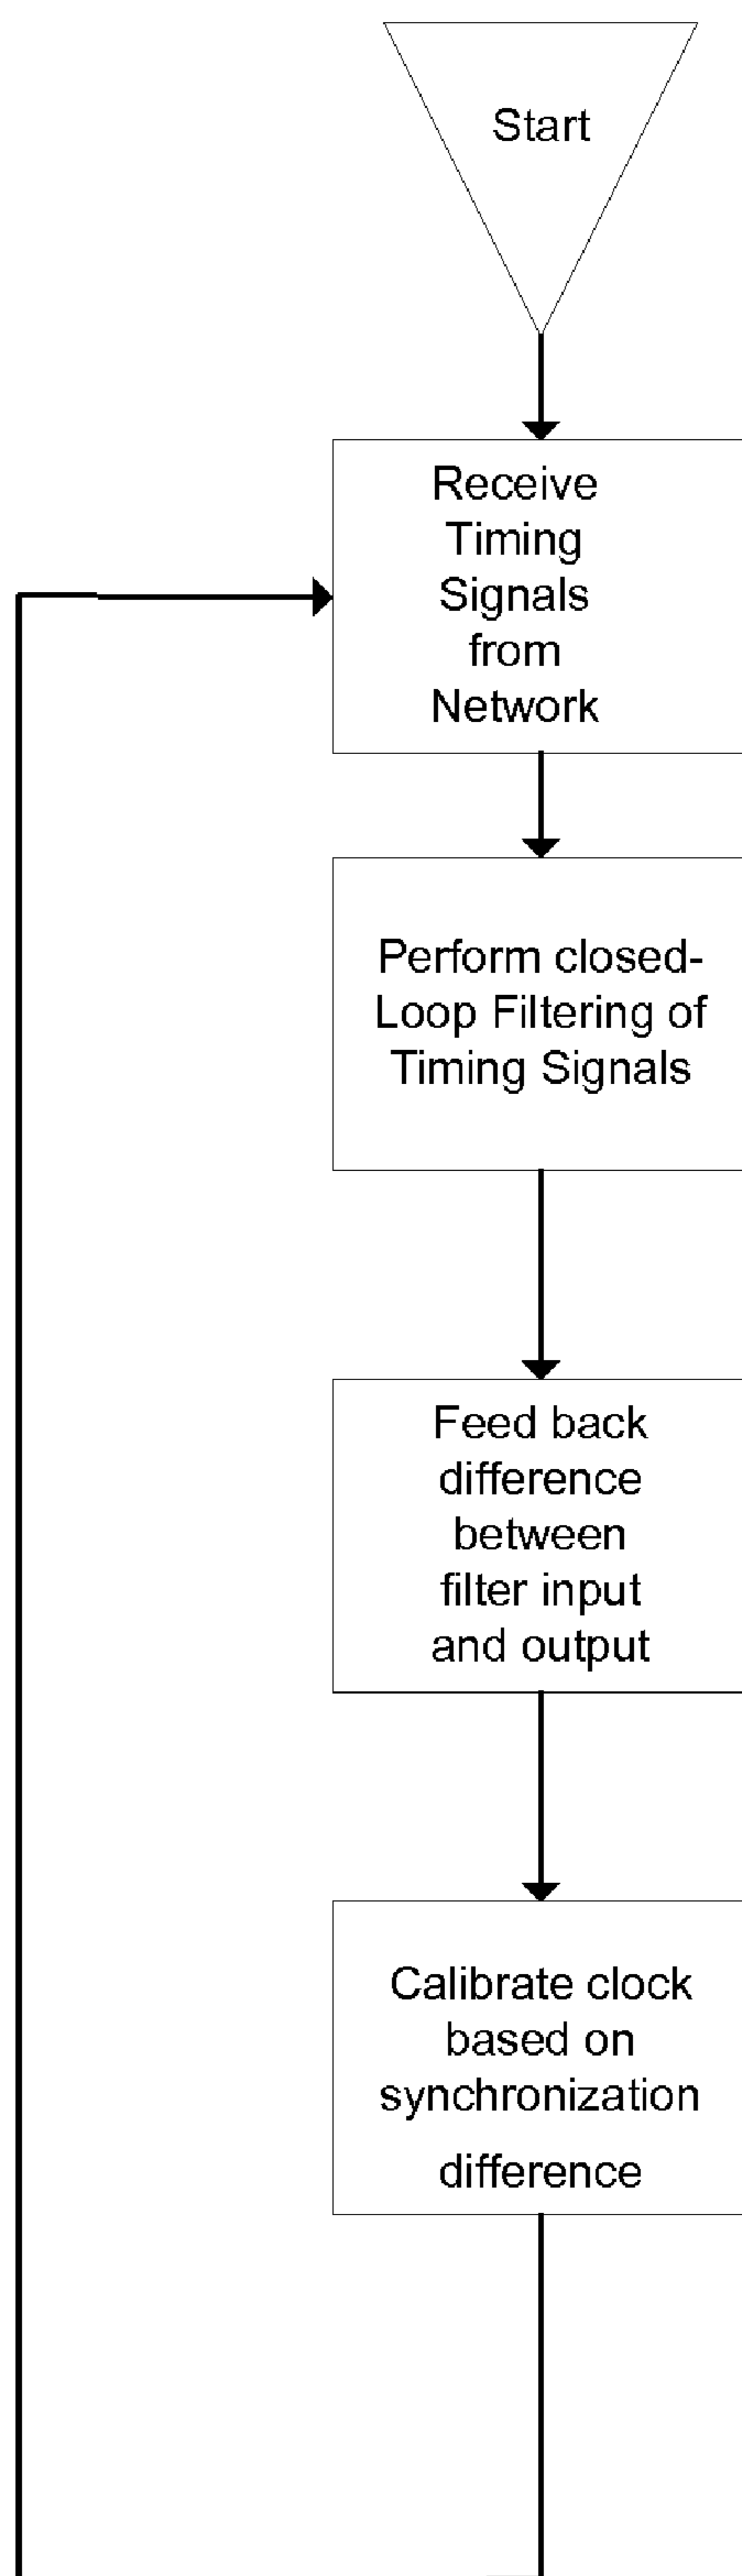 Start
Receive
Timing
Signals
from
Network
Perform closed-
Loop Filtering of
Timing Signals
Feed back
difference
between
filter input
and output
Calibrate clock
based on
synchronization
difference